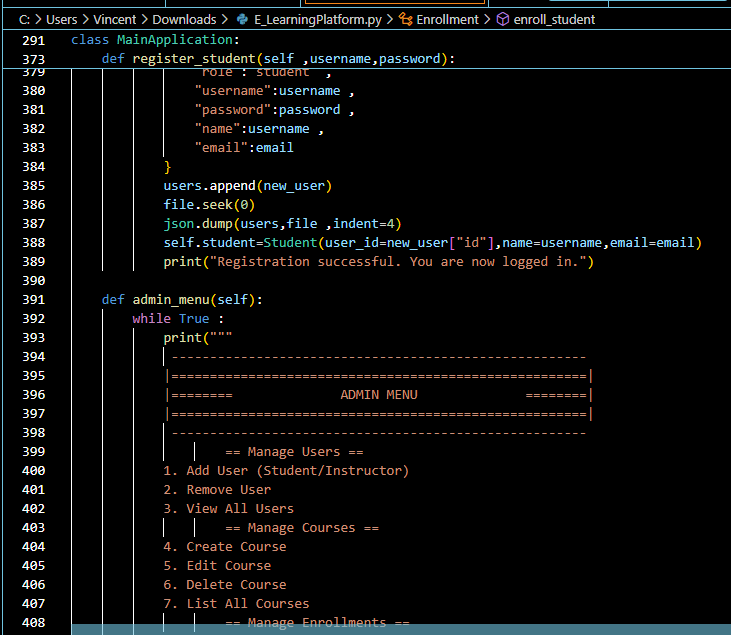 C: > Users > Vincent > Downloads > E_LearningPlatform.py > Enrollment > enroll_student
291 class MainApplication:
373 def register_student(self ,username,password):
379 "role": "student" ,
380 "username":username ,
381 "password":password ,
382 "name":username ,
383 "email":email
384 }
385 users.append(new_user)
386 file.seek(0)
387 json.dump(users,file ,indent=4)
388 self.student=Student(user_id=new_user["id"],name=username,email=email)
389 print("Registration successful. You are now logged in.")
390
391 def admin_menu(self):
392 while True :
393 print("""
394 ------------------------------------------------------
395 |======================================================|
396 |======== ADMIN MENU ========|
397 |======================================================|
398 ------------------------------------------------------
399 == Manage Users ==
400 1. Add User (Student/Instructor)
401 2. Remove User
402 3. View All Users
403 == Manage Courses ==
404 4. Create Course
405 5. Edit Course
406 6. Delete Course
407 7. List All Courses
408 == Manage Enrollments ==